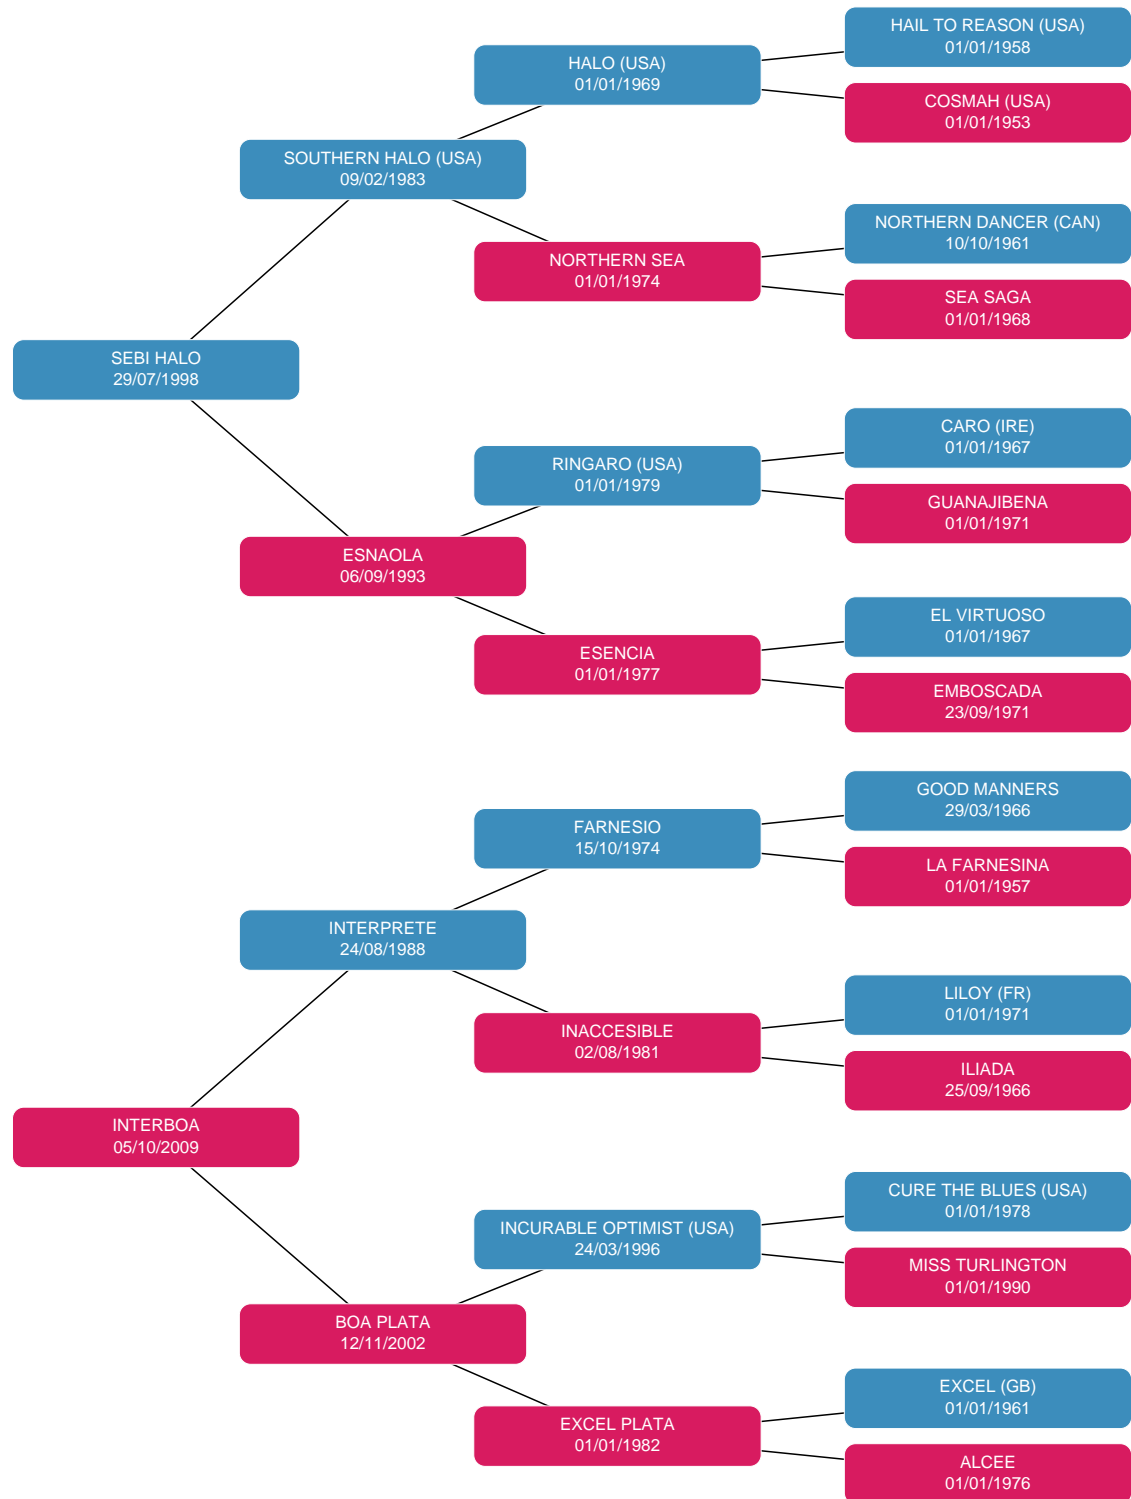 HAIL TO REASON (USA)
01/01/1958
HALO (USA)
01/01/1969
COSMAH (USA)
01/01/1953
SOUTHERN HALO (USA)
09/02/1983
NORTHERN DANCER (CAN)
10/10/1961
NORTHERN SEA
01/01/1974
SEA SAGA
01/01/1968
SEBI HALO
29/07/1998
CARO (IRE)
01/01/1967
RINGARO (USA)
01/01/1979
GUANAJIBENA
01/01/1971
ESNAOLA
06/09/1993
EL VIRTUOSO
01/01/1967
ESENCIA
01/01/1977
EMBOSCADA
23/09/1971
GOOD MANNERS
29/03/1966
FARNESIO
15/10/1974
LA FARNESINA
01/01/1957
INTERPRETE
24/08/1988
LILOY (FR)
01/01/1971
INACCESIBLE
02/08/1981
ILIADA
25/09/1966
INTERBOA
05/10/2009
CURE THE BLUES (USA)
01/01/1978
INCURABLE OPTIMIST (USA)
24/03/1996
MISS TURLINGTON
01/01/1990
BOA PLATA
12/11/2002
EXCEL (GB)
01/01/1961
EXCEL PLATA
01/01/1982
ALCEE
01/01/1976